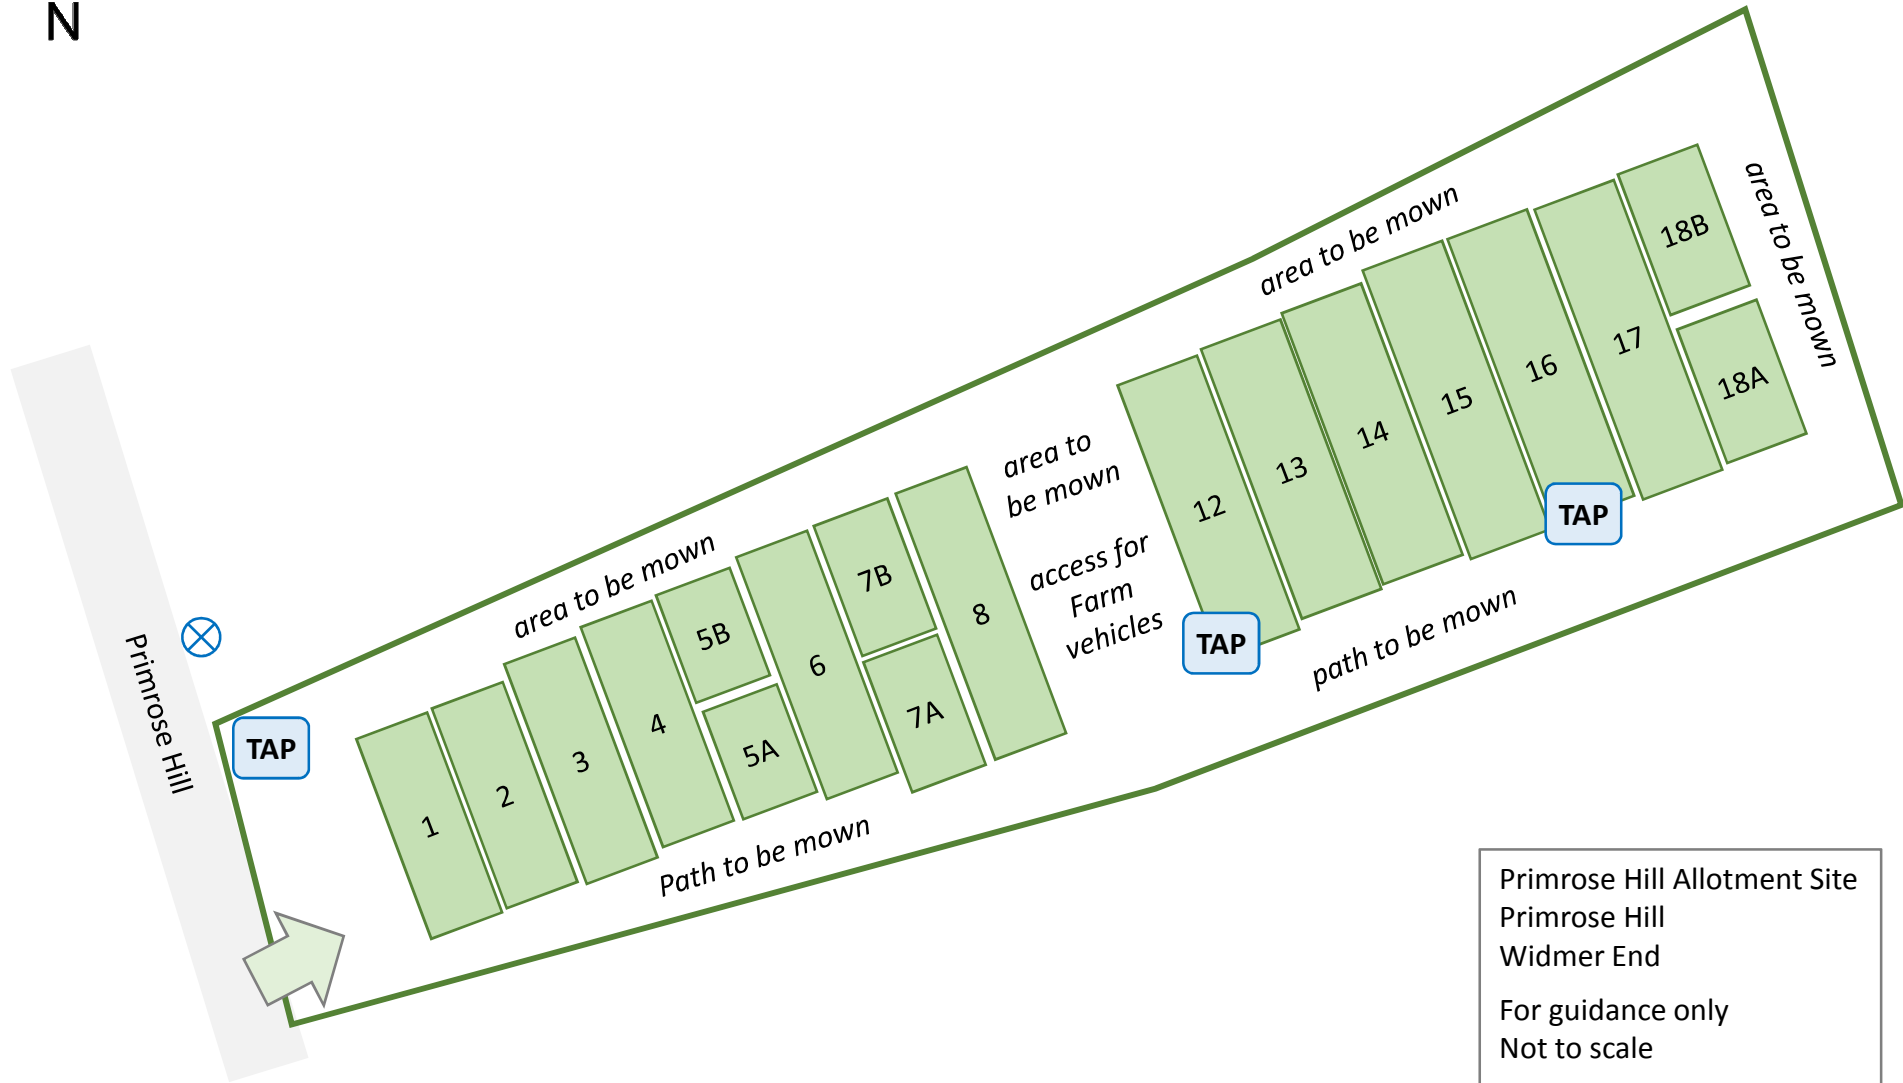 N
Primrose Hill
TAP
1
2
3
4
5B
5A
6
7B
7A
8
area to be mown
Path to be mown
area to
be mown
access for
Farm
vehicles
12
13
14
15
16
17
18B
18A
TAP
TAP
area to be mown
area to be mown
path to be mown
Primrose Hill Allotment Site
Primrose Hill
Widmer End
For guidance only
Not to scale